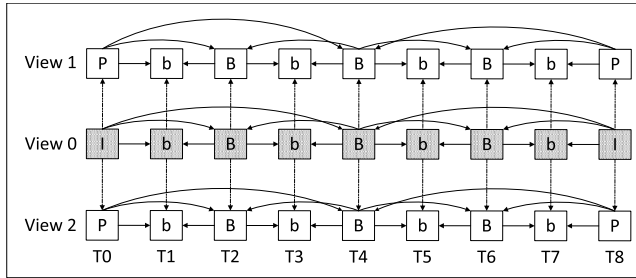 View 1 P b B b B b B b P
View 0 I b B b B b B b I
View 2 P b B b B b B b P
T0 T1 T2 T3 T4 T5 T6 T7 T8